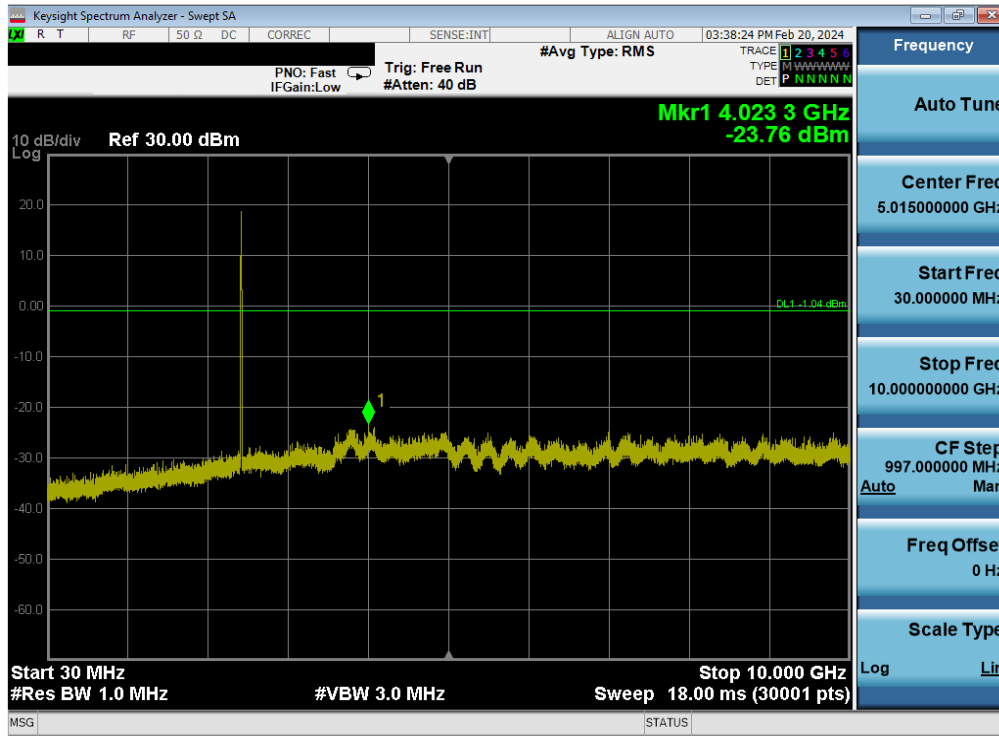 Keysight Spectrum Analyzer - Swept SA
LXI R T RF 50 Ω DC CORREC SENSE:INT ALIGN AUTO 03:38:24 PM Feb 20, 2024
#Avg Type: RMS
TRACE 1 2 3 4 5 6
TYPE M WWWWW
DET P N N N N N
PNO: Fast
IFGain:Low
Trig: Free Run
#Atten: 40 dB
Mkr1 4.023 3 GHz
-23.76 dBm
10 dB/div
Log
Ref 30.00 dBm
20.0
10.0
0.00
-10.0
-20.0
-30.0
-40.0
-50.0
-60.0
DL1 -1.04 dBm
1
Start 30 MHz
Stop 10.000 GHz
#Res BW 1.0 MHz
#VBW 3.0 MHz
Sweep 18.00 ms (30001 pts)
MSG
STATUS
Frequency
Auto Tune
Center Freq
5.015000000 GHz
Start Freq
30.000000 MHz
Stop Freq
10.000000000 GHz
CF Step
997.000000 MHz
Auto Man
Freq Offset
0 Hz
Scale Type
Log Lin